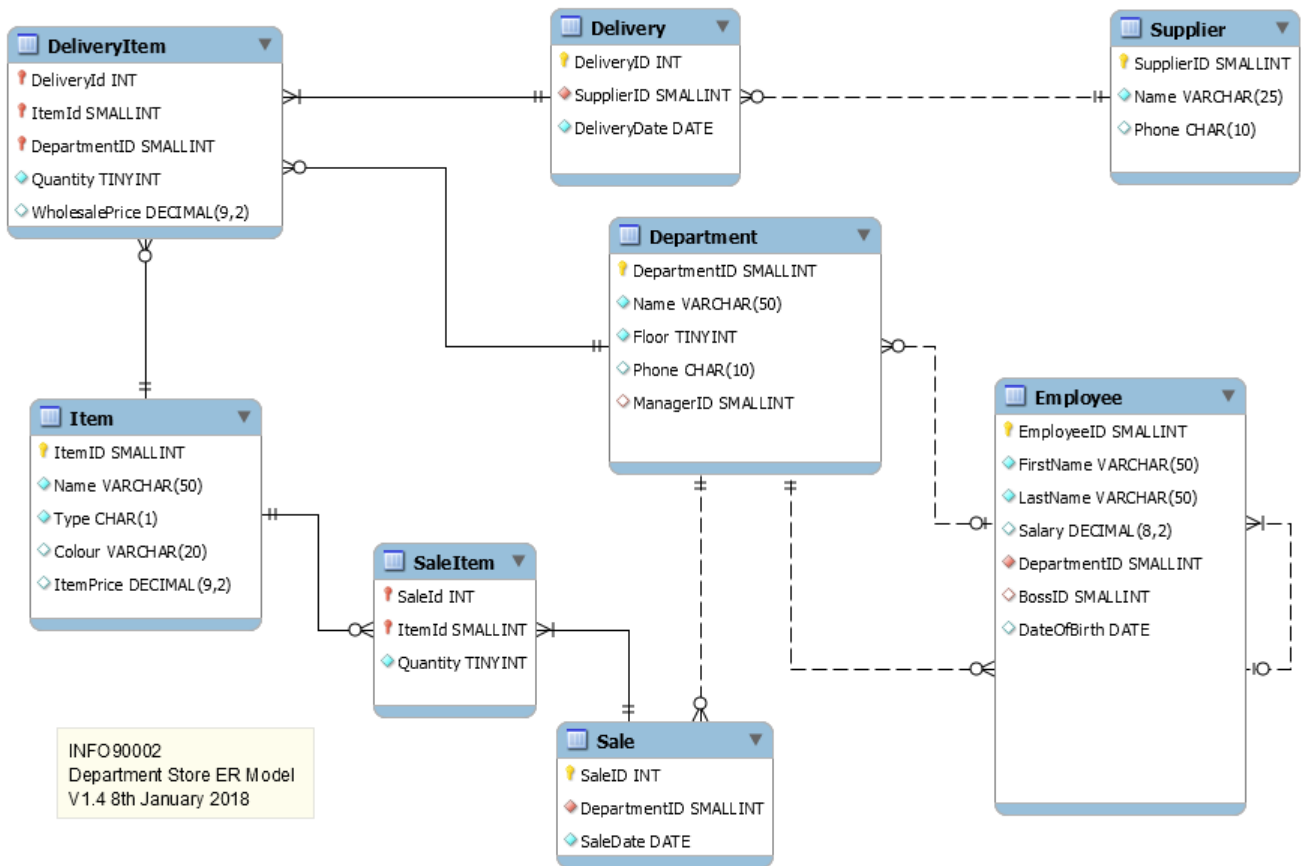 DeliveryItem
DeliveryId INT
ItemId SMALLINT
DepartmentID SMALLINT
Quantity TINYINT
WholesalePrice DECIMAL(9,2)
Delivery
DeliveryID INT
SupplierID SMALLINT
DeliveryDate DATE
Supplier
SupplierID SMALLINT
Name VARCHAR(25)
Phone CHAR(10)
Department
DepartmentID SMALLINT
Name VARCHAR(50)
Floor TINYINT
Phone CHAR(10)
ManagerID SMALLINT
Employee
EmployeeID SMALLINT
FirstName VARCHAR(50)
LastName VARCHAR(50)
Salary DECIMAL(8,2)
DepartmentID SMALLINT
BossID SMALLINT
DateOfBirth DATE
Item
ItemID SMALLINT
Name VARCHAR(50)
Type CHAR(1)
Colour VARCHAR(20)
ItemPrice DECIMAL(9,2)
SaleItem
SaleId INT
ItemId SMALLINT
Quantity TINYINT
Sale
SaleID INT
DepartmentID SMALLINT
SaleDate DATE
INFO90002
Department Store ER Model
V1.4 8th January 2018